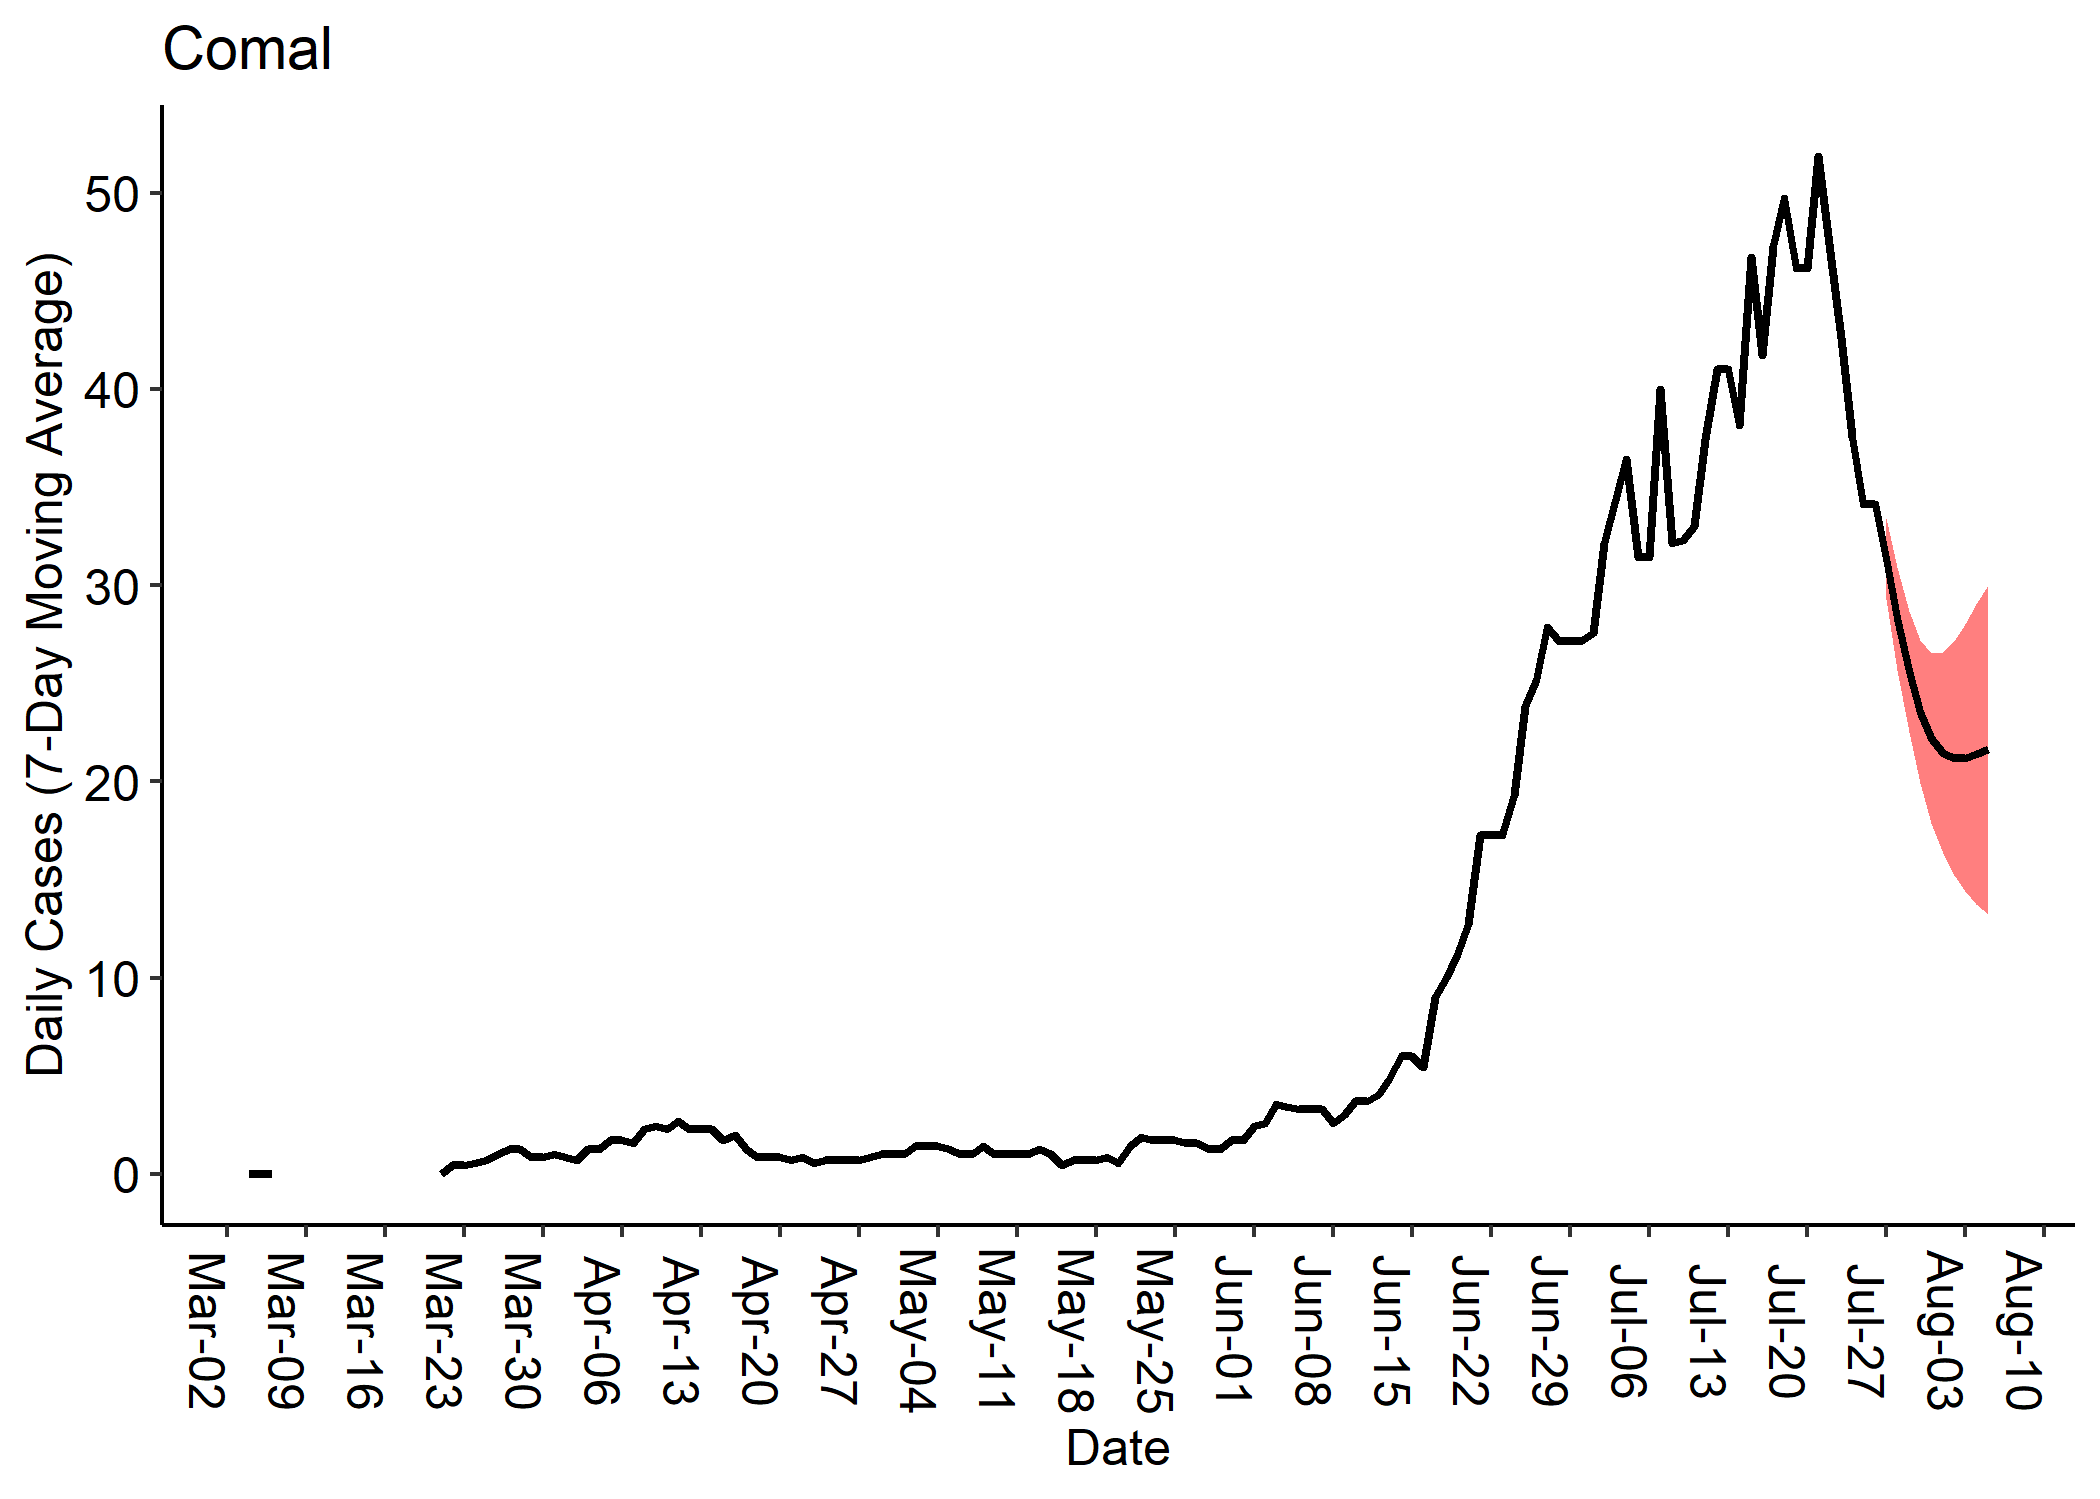 Comal
Daily Cases (7-Day Moving Average)
50
40
30
20
10
0
Mar-02
Mar-09
Mar-16
Mar-23
Mar-30
Apr-06
Apr-13
Apr-20
Apr-27
May-04
May-11
May-18
May-25
Jun-01
Jun-08
Jun-15
Jun-22
Jun-29
Jul-06
Jul-13
Jul-20
Jul-27
Aug-03
Aug-10
Date